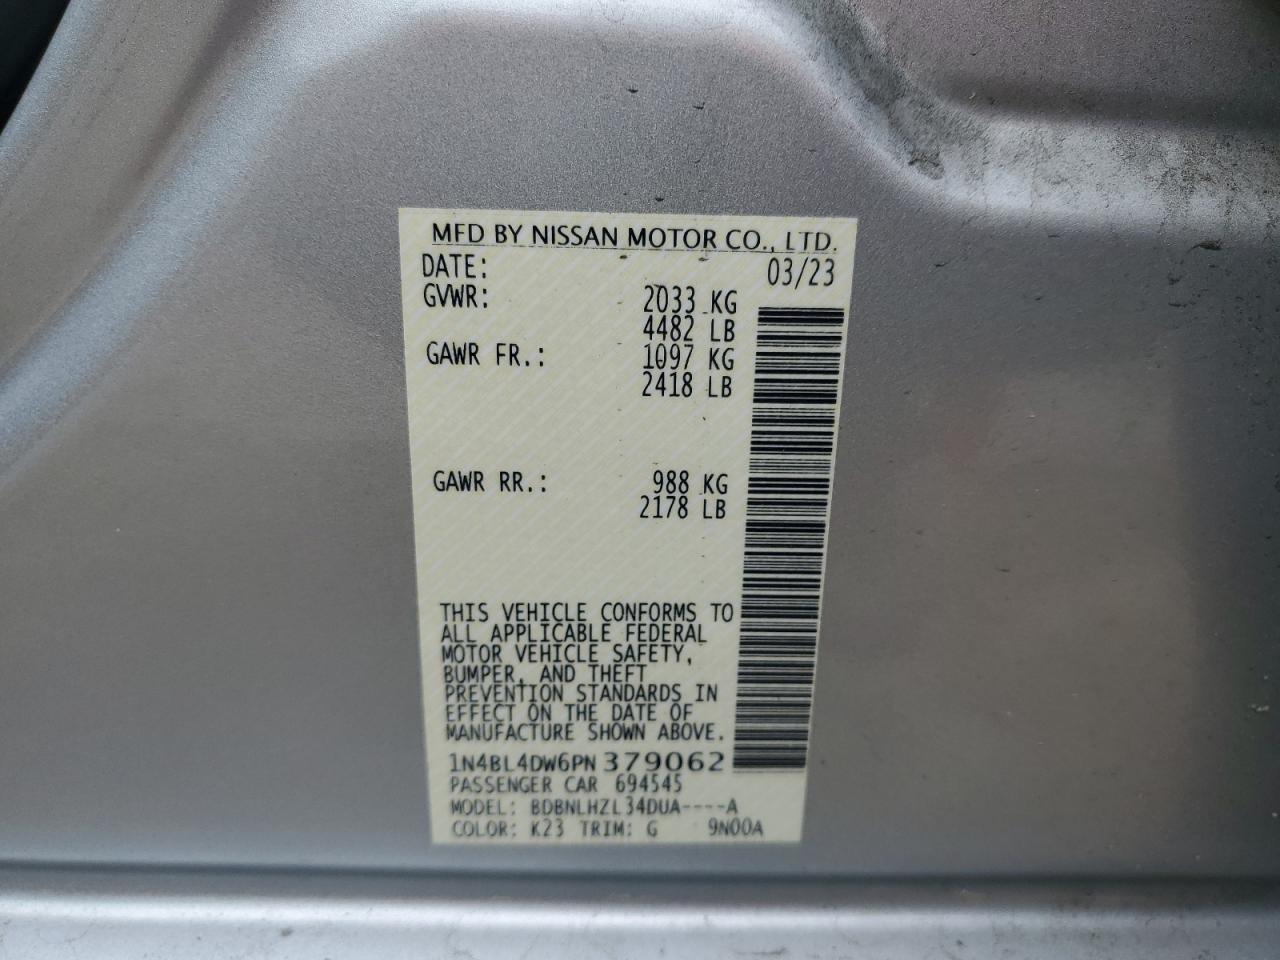 MFD BY NISSAN MOTOR CO., LTD.
DATE: 03/23
GVWR: 2033 KG
4482 LB
GAWR FR.: 1097 KG
2418 LB
GAWR RR.: 988 KG
2178 LB
THIS VEHICLE CONFORMS TO
ALL APPLICABLE FEDERAL
MOTOR VEHICLE SAFETY,
BUMPER, AND THEFT
PREVENTION STANDARDS IN
EFFECT ON THE DATE OF
MANUFACTURE SHOWN ABOVE.
1N4BL4DW6PN379062
PASSENGER CAR 694545
MODEL: BDBNLHZL34DUA----A
COLOR: K23 TRIM: G 9N00A